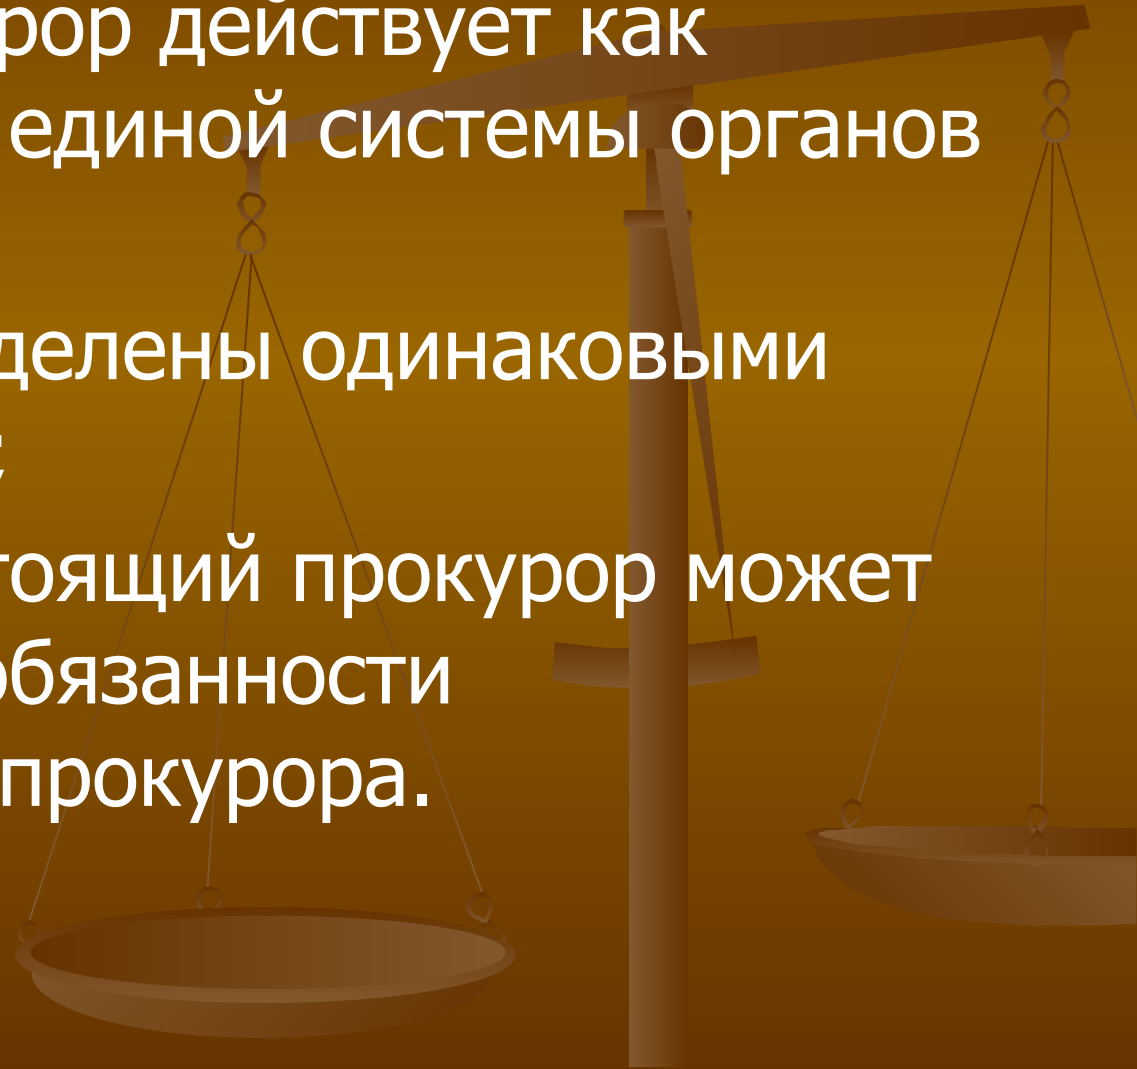 рор действует как
единой системы органов
делены одинаковыми
тоящий прокурор может
обязанности
прокурора.